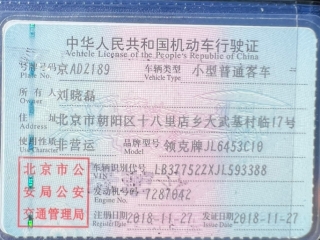 中华人民共和国机动车行驶证
Vehicle License of the People's Republic of China
号牌号码 京AD2189 车辆类型 小型普通客车
Plate No. Vehicle Type
所有人 刘晓磊
Owner
住址 北京市朝阳区十八里店乡大武基村临17号
Address
使用性质 非营运 品牌型号 领克牌JL6453C10
北京市公安局公安交通管理局
车辆识别代号 LB377522XJL593388
VIN
发动机号码 7287042
注册日期 2018-11-27 发证日期 2018-11-27